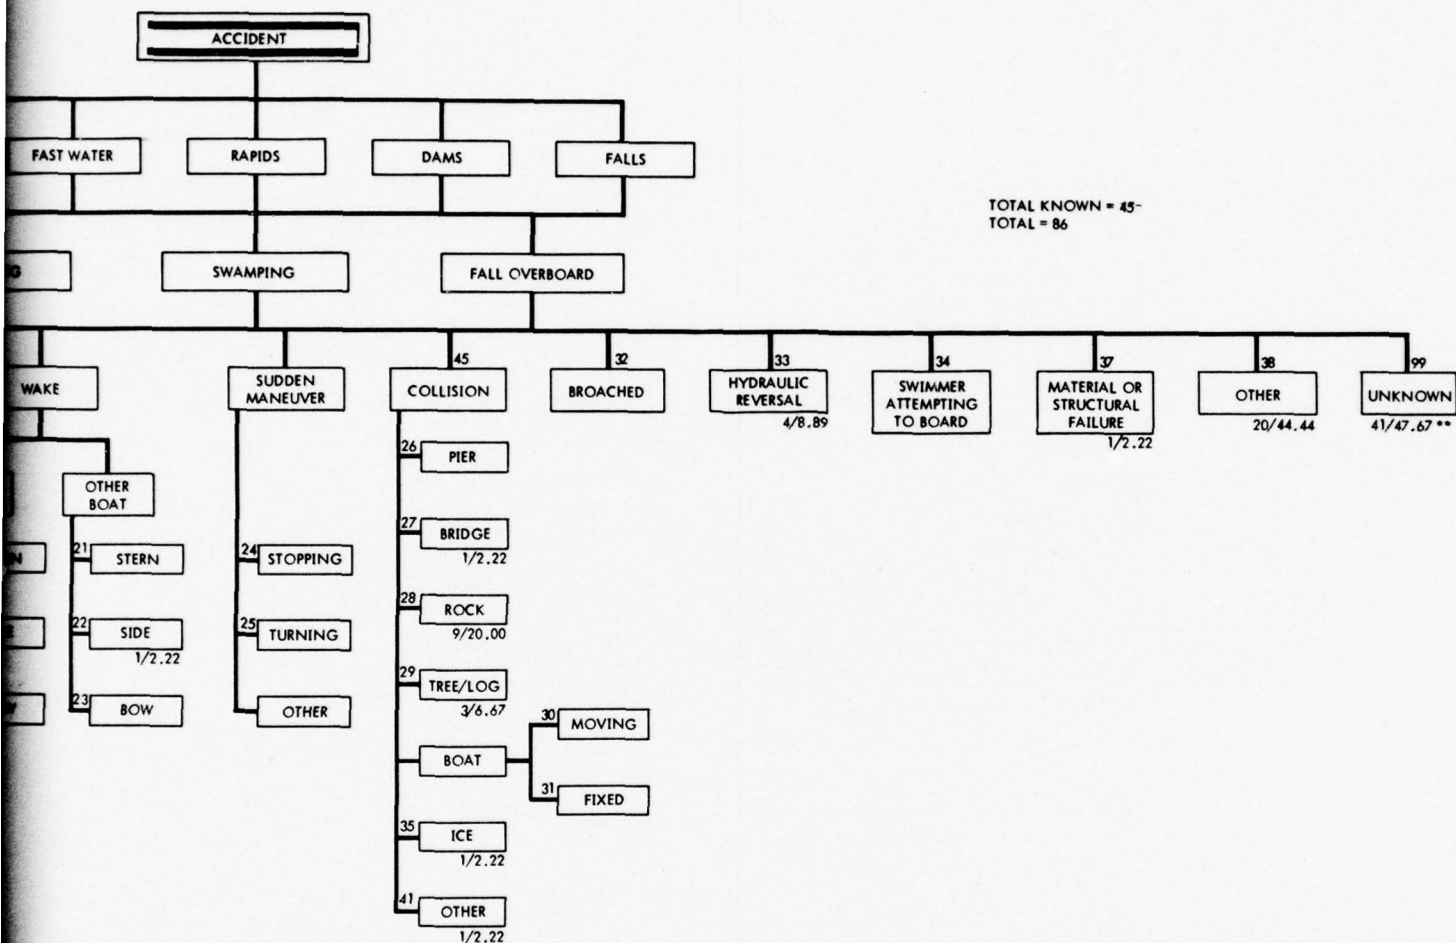 ACCIDENT
FAST WATER
RAPIDS
DAMS
FALLS
TOTAL KNOWN = 45
TOTAL = 86
G
SWAMPING
FALL OVERBOARD
WAKE
SUDDEN
MANEUVER
45
COLLISION
32
BROACHED
33
HYDRAULIC
REVERSAL
4/8.89
34
SWIMMER
ATTEMPTING
TO BOARD
37
MATERIAL OR
STRUCTURAL
FAILURE
1/2.22
38
OTHER
20/44.44
99
UNKNOWN
41/47.67 **
OTHER
BOAT
21
STERN
22
SIDE
1/2.22
23
BOW
24
STOPPING
25
TURNING
OTHER
26
PIER
27
BRIDGE
1/2.22
28
ROCK
9/20.00
29
TREE/LOG
3/6.67
BOAT
30
MOVING
31
FIXED
35
ICE
1/2.22
41
OTHER
1/2.22